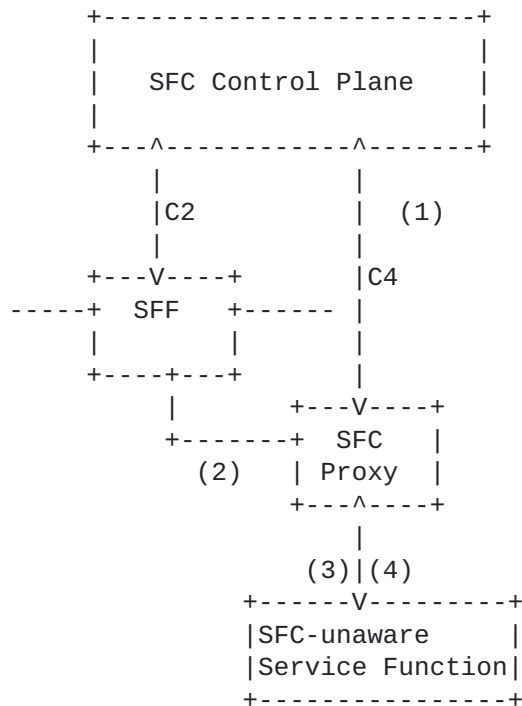 SFC Control Plane
C2
(1)
SFF
C4
SFC
(2)
Proxy
(3) (4)
SFC-unaware
Service Function